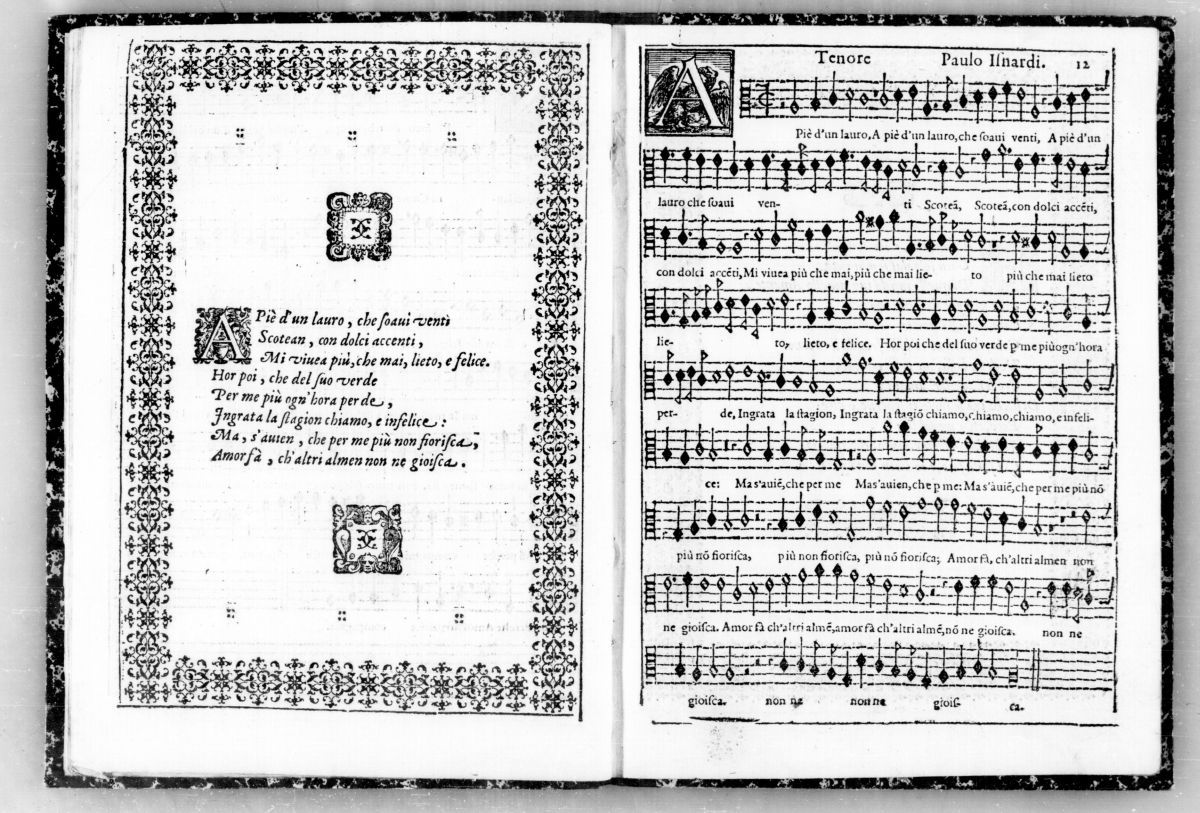 A Piè d'un lauro, che ſoaui venti
Scotean, con dolci accenti,
Mi viuea più, che mai, lieto, e felice.
Hor poi, che del ſuo verde
Per me più ogn'hora perde,
Ingrata la ſtagion chiamo, e infelice:
Ma, s'auien, che per me più non fioriſca,
Amor fà, ch'altri almen non ne gioiſca.
Tenore Paulo Iſnardi. 12
A Piè d'un lauro, A piè d'un lauro, che ſoaui venti, A piè d'un
lauro che ſoaui ven- ti Scoteã, Scoteã, con dolci accẽti,
con dolci accẽti, Mi viuea più che mai, più che mai lie- to più che mai lieto
lie- to, lieto, e felice. Hor poi che del ſuo verde p me più ogn'hora
per- de, Ingrata la ſtagion, Ingrata la ſtagiõ chiamo, chiamo, chiamo, e infeli-
ce: Ma s'auiẽ, che per me Ma s'auien, che p me: Ma s'auiẽ, che per me più nõ
più nõ fioriſca, più non fioriſca, più nõ fioriſca; Amor fà, ch'altri almen non
ne gioiſca. Amor fà ch'altri almẽ, amor fà ch'altri almẽ, nõ ne gioiſca. non ne
gioiſca. non ne non ne gioiſ- ca.